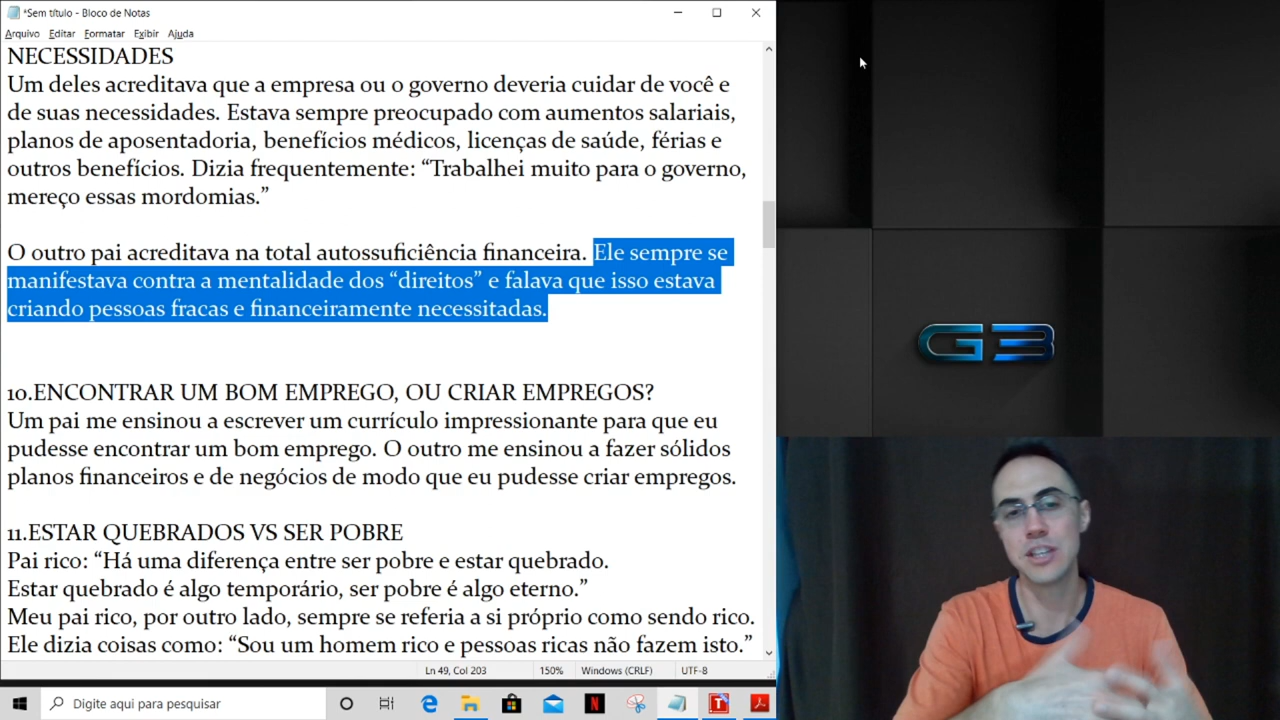 *Sem título - Bloco de Notas
Arquivo Editar Formatar Exibir Ajuda
NECESSIDADES
Um deles acreditava que a empresa ou o governo deveria cuidar de você e
de suas necessidades. Estava sempre preocupado com aumentos salariais,
planos de aposentadoria, benefícios médicos, licenças de saúde, férias e
outros benefícios. Dizia frequentemente: “Trabalhei muito para o governo,
mereço essas mordomias.”
O outro pai acreditava na total autossuficiência financeira. Ele sempre se
manifestava contra a mentalidade dos “direitos” e falava que isso estava
criando pessoas fracas e financeiramente necessitadas.
10.ENCONTRAR UM BOM EMPREGO, OU CRIAR EMPREGOS?
Um pai me ensinou a escrever um currículo impressionante para que eu
pudesse encontrar um bom emprego. O outro me ensinou a fazer sólidos
planos financeiros e de negócios de modo que eu pudesse criar empregos.
11.ESTAR QUEBRADOS VS SER POBRE
Pai rico: “Há uma diferença entre ser pobre e estar quebrado.
Estar quebrado é algo temporário, ser pobre é algo eterno.”
Meu pai rico, por outro lado, sempre se referia a si próprio como sendo rico.
Ele dizia coisas como: “Sou um homem rico e pessoas ricas não fazem isto.”
Ln 49, Col 203 150% Windows (CRLF) UTF-8
Digite aqui para pesquisar
G3